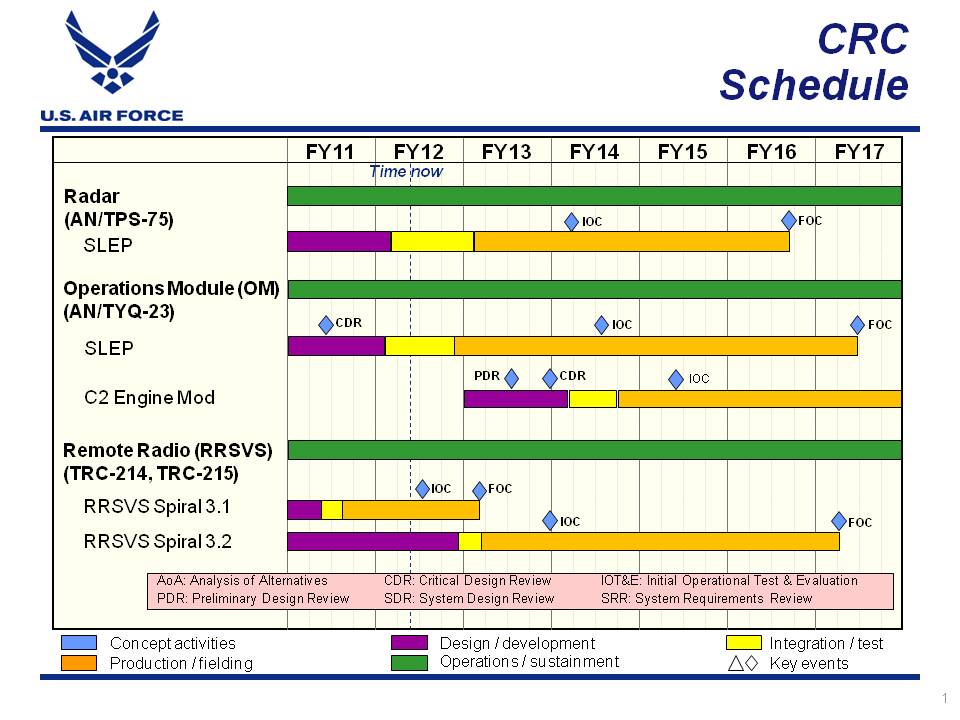 CRC
Schedule
U.S. AIR FORCE
FY11 FY12 FY13 FY14 FY15 FY16 FY17
Time now
Radar
(AN/TPS-75)
IOC FOC
SLEP
Operations Module (OM)
(AN/TYQ-23)
CDR IOC FOC
SLEP
PDR CDR IOC
C2 Engine Mod
Remote Radio (RRSVS)
(TRC-214, TRC-215)
IOC FOC
RRSVS Spiral 3.1
IOC FOC
RRSVS Spiral 3.2
AoA: Analysis of Alternatives CDR: Critical Design Review IOT&E: Initial Operational Test & Evaluation
PDR: Preliminary Design Review SDR: System Design Review SRR: System Requirements Review
Concept activities Design / development Integration / test
Production / fielding Operations / sustainment Key events
1